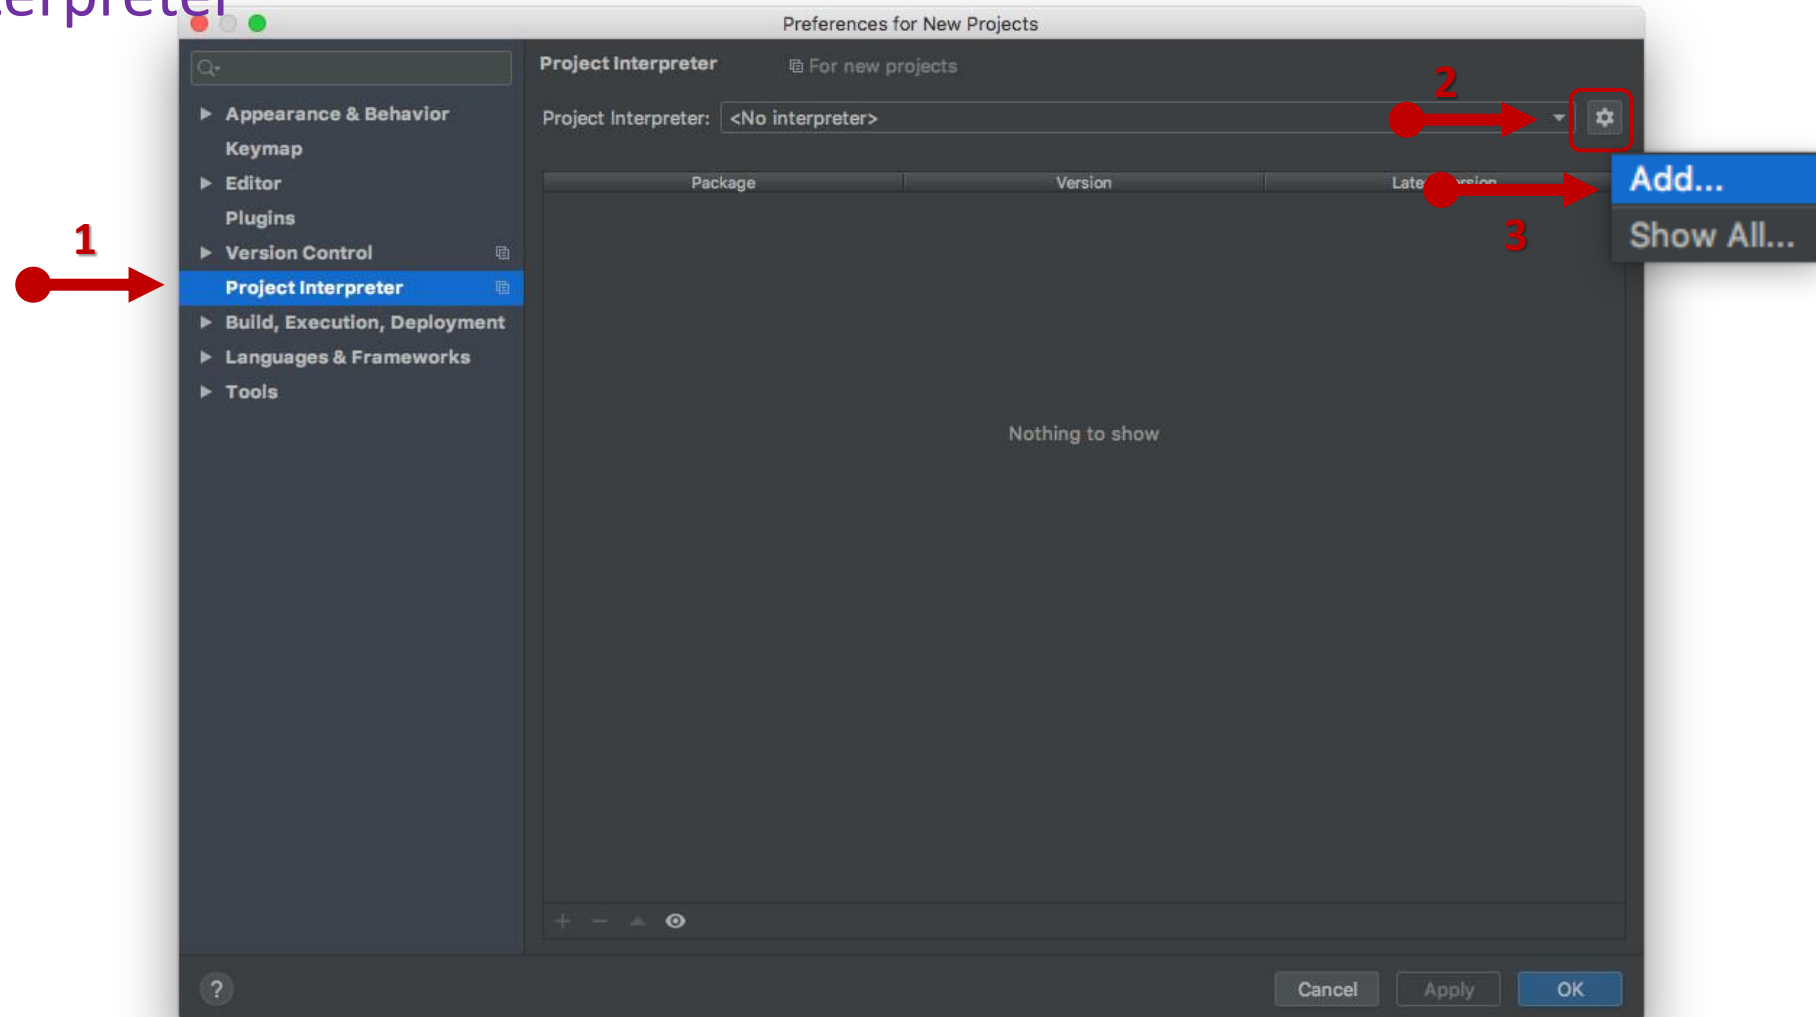 erpreter
Preferences for New Projects
Project Interpreter For new projects
2
Appearance & Behavior
Project Interpreter: <No interpreter>
Keymap
Editor
Package Version
Add...
Plugins
1
3
Show All...
Version Control
Project Interpreter
Build, Execution, Deployment
Languages & Frameworks
Tools
Nothing to show
?
Cancel Apply OK